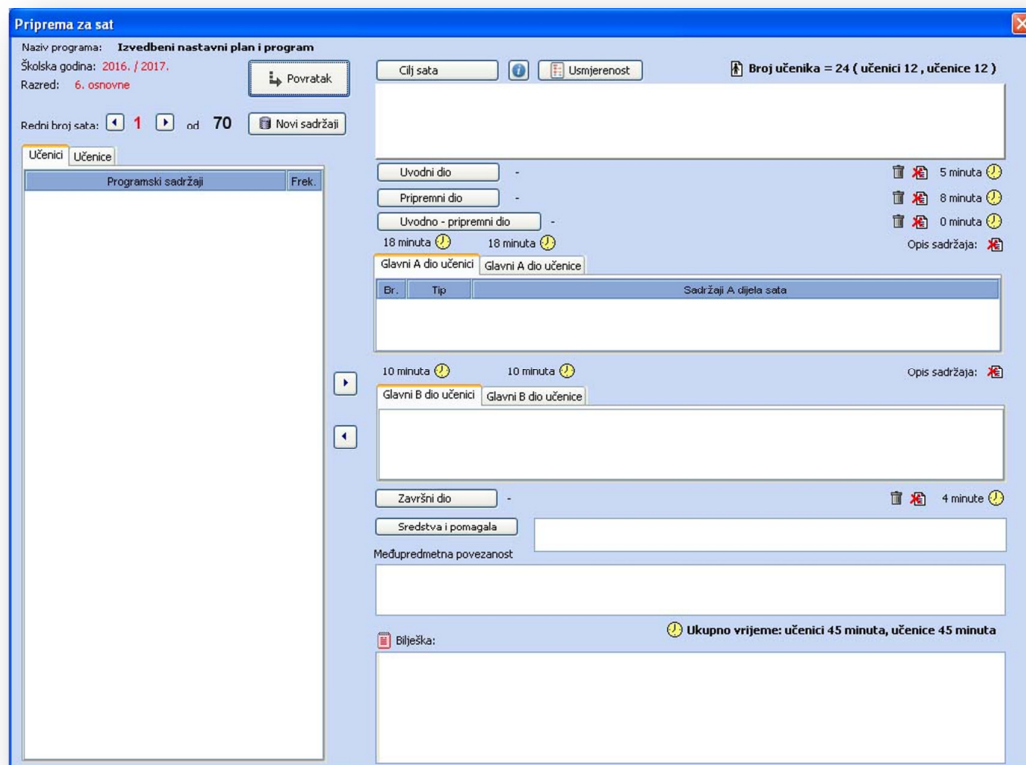 Priprema za sat
Naziv programa: Izvedbeni nastavni plan i program
Školska godina: 2016. / 2017.
Razred: 6. osnovne
Povratak
Redni broj sata: 1 od 70
Novi sadržaji
Učenici Učenice
Programski sadržaji Frek.
Cilj sata Usmjerenost Broj učenika = 24 ( učenici 12 , učenice 12 )
Uvodni dio - 5 minuta
Pripremni dio - 8 minuta
Uvodno - pripremni dio - 0 minuta
18 minuta 18 minuta Opis sadržaja:
Glavni A dio učenici Glavni A dio učenice
Br. Tip Sadržaji A dijela sata
10 minuta 10 minuta Opis sadržaja:
Glavni B dio učenici Glavni B dio učenice
Završni dio - 4 minute
Sredstva i pomagala
Međupredmetna povezanost
Ukupno vrijeme: učenici 45 minuta, učenice 45 minuta
Bilješka: